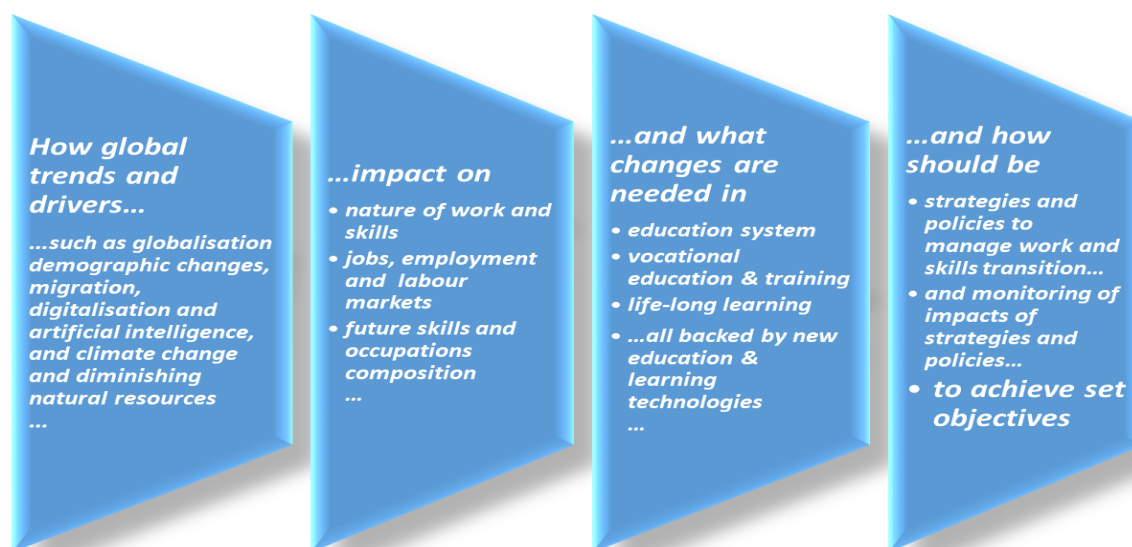 How global
trends and
drivers...
...such as globalisation
demographic changes,
migration,
digitalisation and
artificial intelligence,
and climate change
and diminishing
natural resources
...
...impact on
• nature of work and
skills
• jobs, employment
and labour
markets
• future skills and
occupations
composition
...
...and what
changes are
needed in
• education system
• vocational
education & training
• life-long learning
• ...all backed by new
education &
learning
technologies
...
...and how
should be
• strategies and
policies to
manage work and
skills transition...
• and monitoring of
impacts of
strategies and
policies...
• to achieve set
objectives